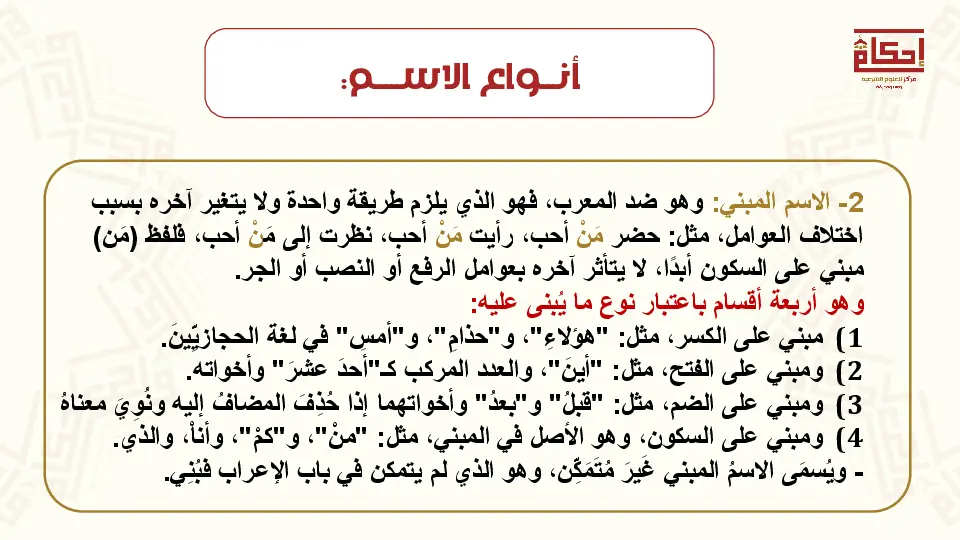 إحكام
مركز للعلوم الشرعية
أنــواع الاســـم:
2- الاسم المبني: وهو ضد المعرب، فهو الذي يلزم طريقة واحدة ولا يتغير آخره بسبب
اختلاف العوامل، مثل: حضر مَنْ أحب، رأيت مَنْ أحب، نظرت إلى مَنْ أحب، فلفظ (مَن)
مبني على السكون أبدًا، لا يتأثر آخره بعوامل الرفع أو النصب أو الجر.
وهو أربعة أقسام باعتبار نوع ما يُبنى عليه:
1) مبني على الكسر، مثل: "هؤلاءِ"، و"حذامِ"، و"أمسِ" في لغة الحجازيِّينَ.
2) ومبني على الفتح، مثل: "أينَ"، والعدد المركب كـ"أحدَ عشرَ" وأخواته.
3) ومبني على الضم، مثل: "قبلُ" و"بعدُ" وأخواتهما إذا حُذِفَ المضافُ إليه ونُوِيَ معناهُ
4) ومبني على السكون، وهو الأصل في المبني، مثل: "منْ"، و"كمْ"، وأناْ، والذي.
- ويُسمَى الاسمُ المبني غَيرَ مُتَمَكِّن، وهو الذي لم يتمكن في باب الإعراب فبُنِي.